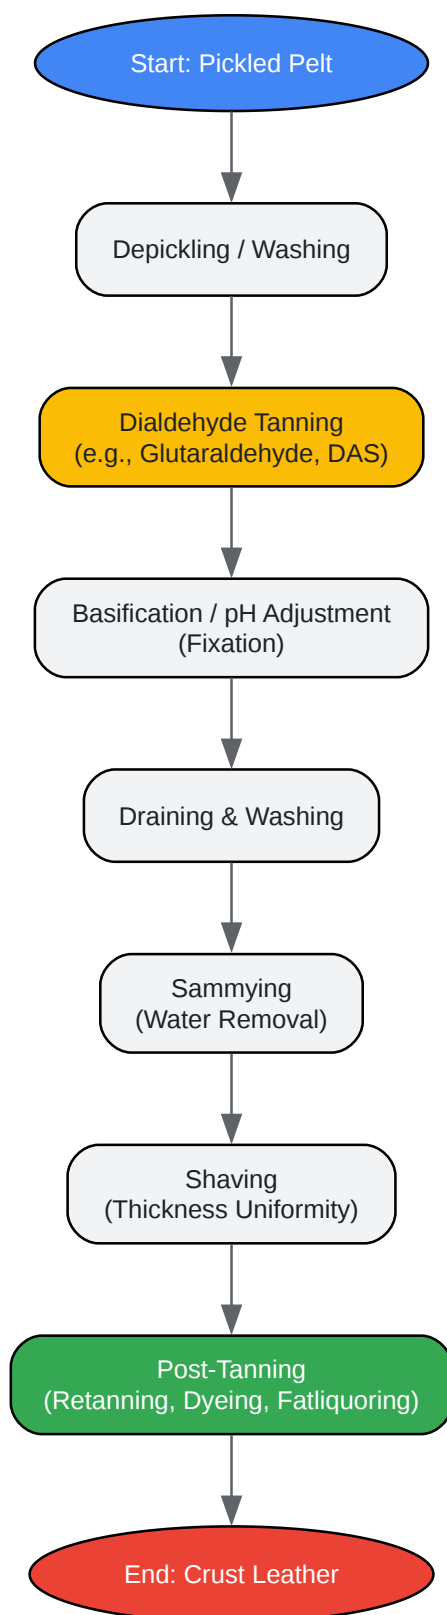 Start: Pickled Pelt
Depickling / Washing
Dialdehyde Tanning
(e.g., Glutaraldehyde, DAS)
Basification / pH Adjustment
(Fixation)
Draining & Washing
Sammying
(Water Removal)
Shaving
(Thickness Uniformity)
Post-Tanning
(Retanning, Dyeing, Fatliquoring)
End: Crust Leather